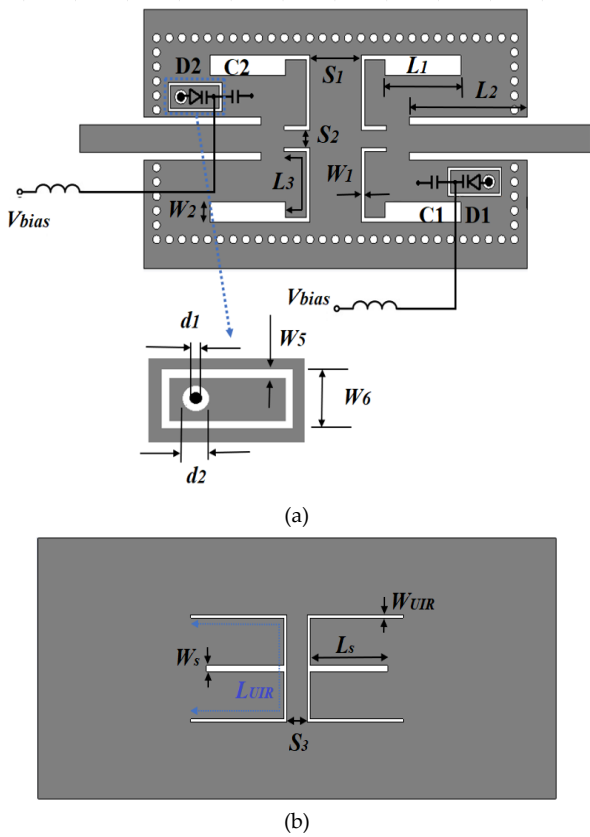 D2 C2 S1 L1 L2
S2
L3 W1
W2 C1 D1
Vbias
Vbias
d1 W5
W6
d2
(a)
WUIR
Ws Ls
LUIR
S3
(b)